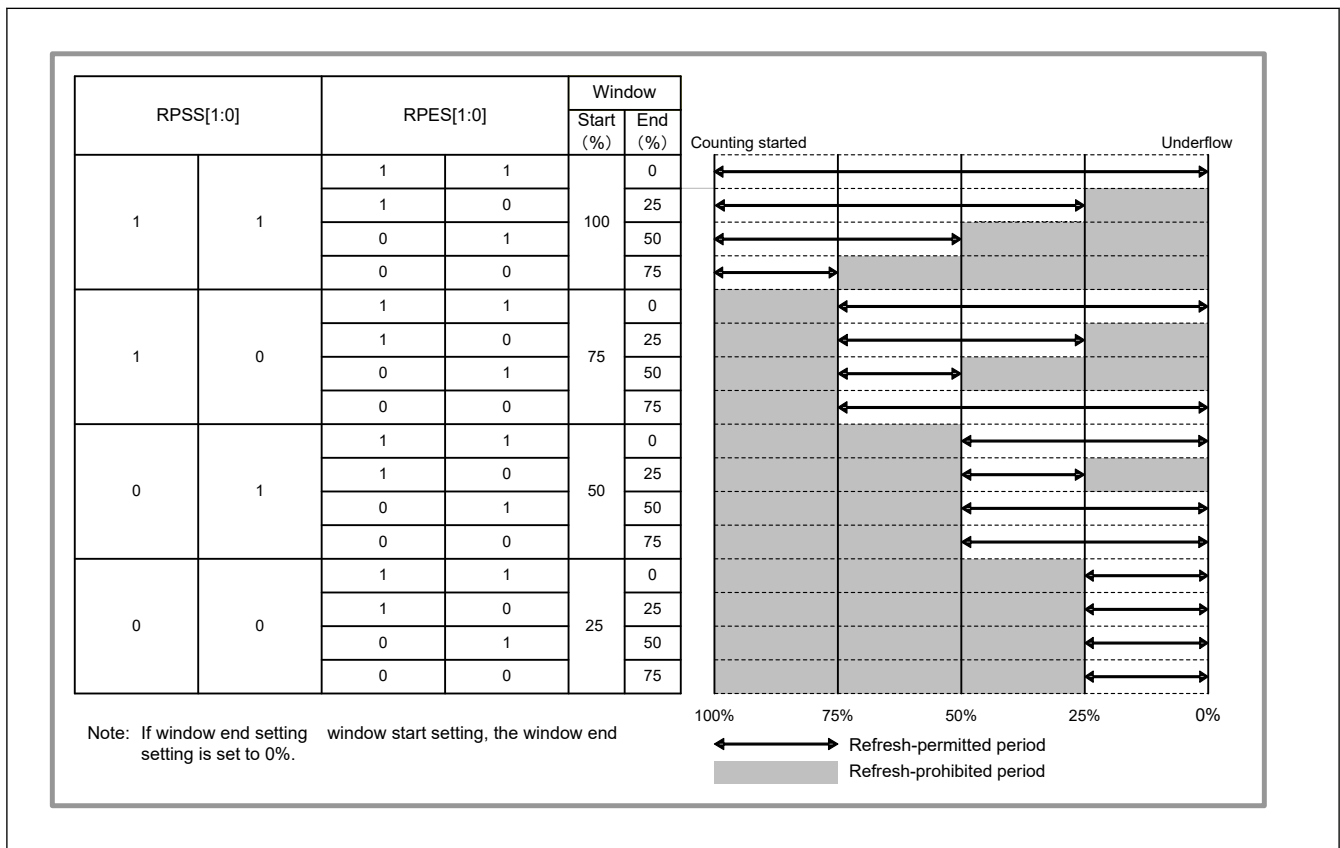 RPSS[1:0] RPES[1:0] Window
Start (%) End (%)
Counting started Underflow
1 1 100 0
1 0 25
1 1 0 1 50
0 0 75
1 1 75 0
1 0 25
1 0 0 1 50
0 0 75
1 1 50 0
1 0 25
0 1 0 1 50
0 0 75
1 1 25 0
1 0 25
0 0 0 1 50
0 0 75
100% 75% 50% 25% 0%
Note: If window end setting window start setting, the window end
setting is set to 0%.
Refresh-permitted period
Refresh-prohibited period